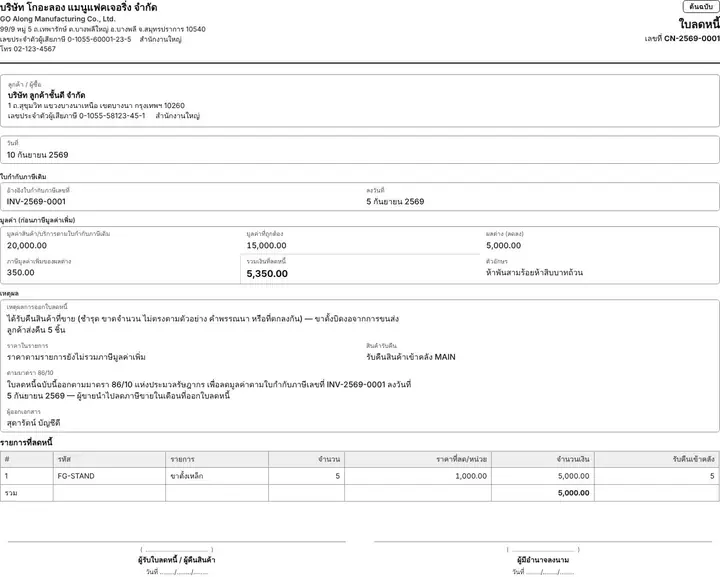 บริษัท โกอะลอง แมนูแฟคเจอริ่ง จำกัด
GO Along Manufacturing Co., Ltd.
99/9 หมู่ 5 ถ.เทพารักษ์ ต.บางพลีใหญ่ อ.บางพลี จ.สมุทรปราการ 10540
เลขประจำตัวผู้เสียภาษี 0-1055-60001-23-5 สำนักงานใหญ่
โทร 02-123-4567
ต้นฉบับ
ใบลดหนี้
เลขที่ CN-2569-0001
ลูกค้า / ผู้ซื้อ
บริษัท ลูกค้าชั้นดี จำกัด
1 ถ.สุขุมวิท แขวงบางนาเหนือ เขตบางนา กรุงเทพฯ 10260
เลขประจำตัวผู้เสียภาษี 0-1055-58123-45-1 สำนักงานใหญ่
วันที่
10 กันยายน 2569
ใบกำกับภาษีเดิม
อ้างอิงใบกำกับภาษีเลขที่ ลงวันที่
INV-2569-0001 5 กันยายน 2569
มูลค่า (ก่อนภาษีมูลค่าเพิ่ม)
มูลค่าสินค้า/บริการตามใบกำกับภาษีเดิม มูลค่าที่ถูกต้อง ผลต่าง (ลดลง)
20,000.00 15,000.00 5,000.00
ภาษีมูลค่าเพิ่มของผลต่าง รวมเงินที่ลดหนี้ ตัวอักษร
350.00 5,350.00 ห้าพันสามร้อยห้าสิบบาทถ้วน
เหตุผล
เหตุผลการออกใบลดหนี้
ได้รับคืนสินค้าที่ขาย (ชำรุด ขาดจำนวน ไม่ตรงตามตัวอย่าง คำพรรณนา หรือที่ตกลงกัน) — ขาตั้งบิดงอจากการขนส่ง
ลูกค้าส่งคืน 5 ชิ้น
ราคาในรายการ สินค้ารับคืน
ราคาตามรายการยังไม่รวมภาษีมูลค่าเพิ่ม รับคืนสินค้าเข้าคลัง MAIN
ตามมาตรา 86/10
ใบลดหนี้ฉบับนี้ออกตามมาตรา 86/10 แห่งประมวลรัษฎากร เพื่อลดมูลค่าตามใบกำกับภาษีเลขที่ INV-2569-0001 ลงวันที่
5 กันยายน 2569 — ผู้ขายนำไปลดภาษีขายในเดือนที่ออกใบลดหนี้
ผู้ออกเอกสาร
สุดารัตน์ บัญชีดี
รายการที่ลดหนี้
# รหัส รายการ จำนวน ราคาที่ลด/หน่วย จำนวนเงิน รับคืนเข้าคลัง
1 FG-STAND ขาตั้งเหล็ก 5 1,000.00 5,000.00 5
รวม 5,000.00
( ........................................ ) ( ........................................ )
ผู้รับใบลดหนี้ / ผู้คืนสินค้า ผู้มีอำนาจลงนาม
วันที่ ......../......../........ วันที่ ......../......../........